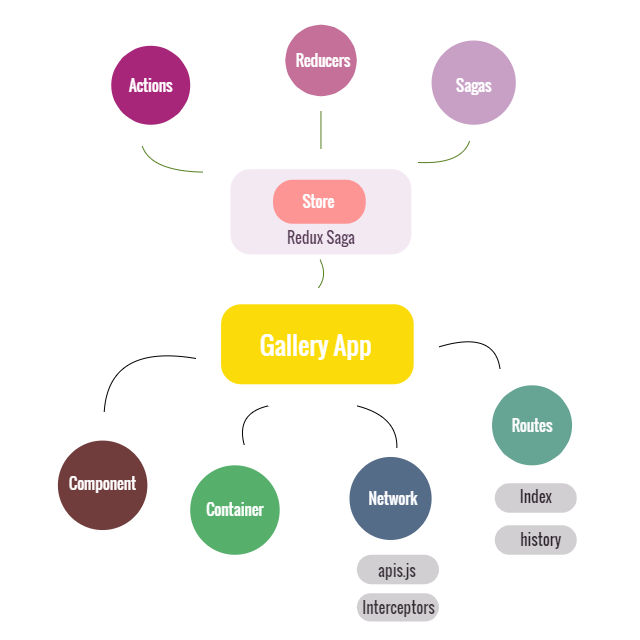 Reducers
Actions
Sagas
Store
Redux Saga
Gallery App
Routes
Component
Container
Network
Index
history
apis.js
Interceptors